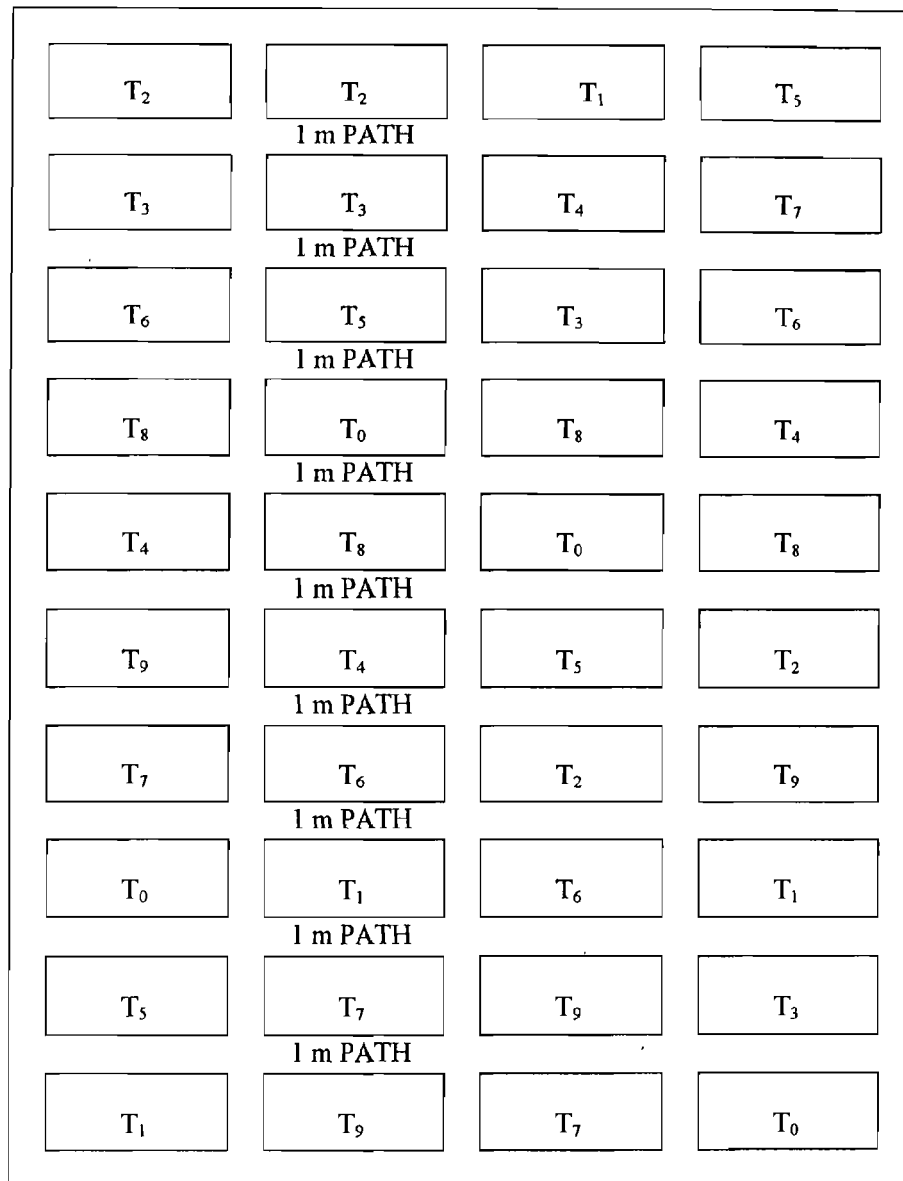 T₂ T₂ T₁ T₅
1 m PATH
T₃ T₃ T₄ T₇
1 m PATH
T₆ T₅ T₃ T₆
1 m PATH
T₈ T₀ T₈ T₄
1 m PATH
T₄ T₈ T₀ T₈
1 m PATH
T₉ T₄ T₅ T₂
1 m PATH
T₇ T₆ T₂ T₉
1 m PATH
T₀ T₁ T₆ T₁
1 m PATH
T₅ T₇ T₉ T₃
1 m PATH
T₁ T₉ T₇ T₀